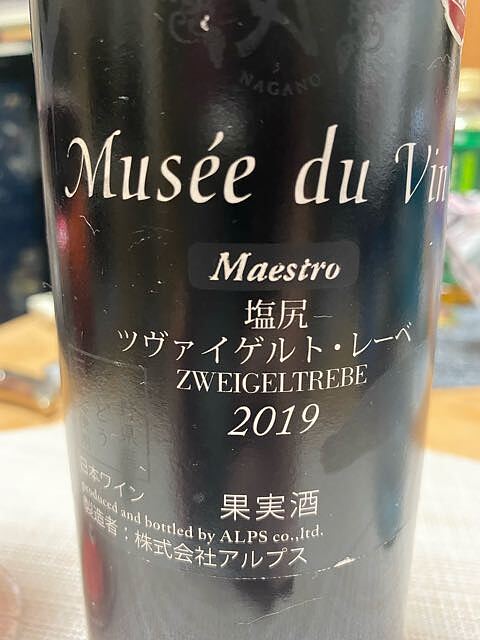 NAGANO
Musée du Vin
Maestro
塩尻
ツヴァイゲルト・レーベ
ZWEIGELTREBE
2019
日本ワイン
果実酒
produced and bottled by ALPS co.,ltd.
製造者：株式会社アルプス